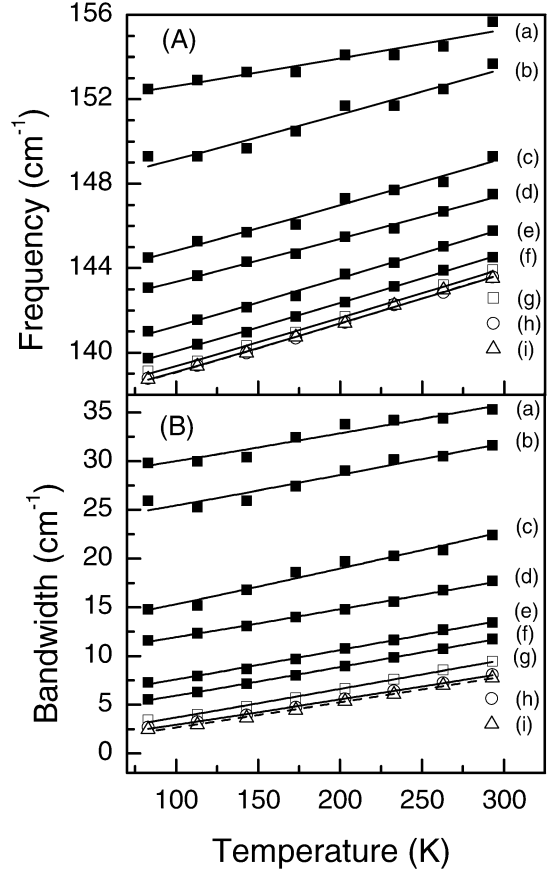 156
(A)
(a)
(b)
152
148
(c)
(d)
(e)
144
(f)
(g)
(h)
140
(i)
Frequency (cm-1)
35
(B)
(a)
(b)
30
25
(c)
20
(d)
15
(e)
10
(f)
(g)
5
(h)
(i)
0
Bandwidth (cm-1)
100 150 200 250 300
Temperature (K)